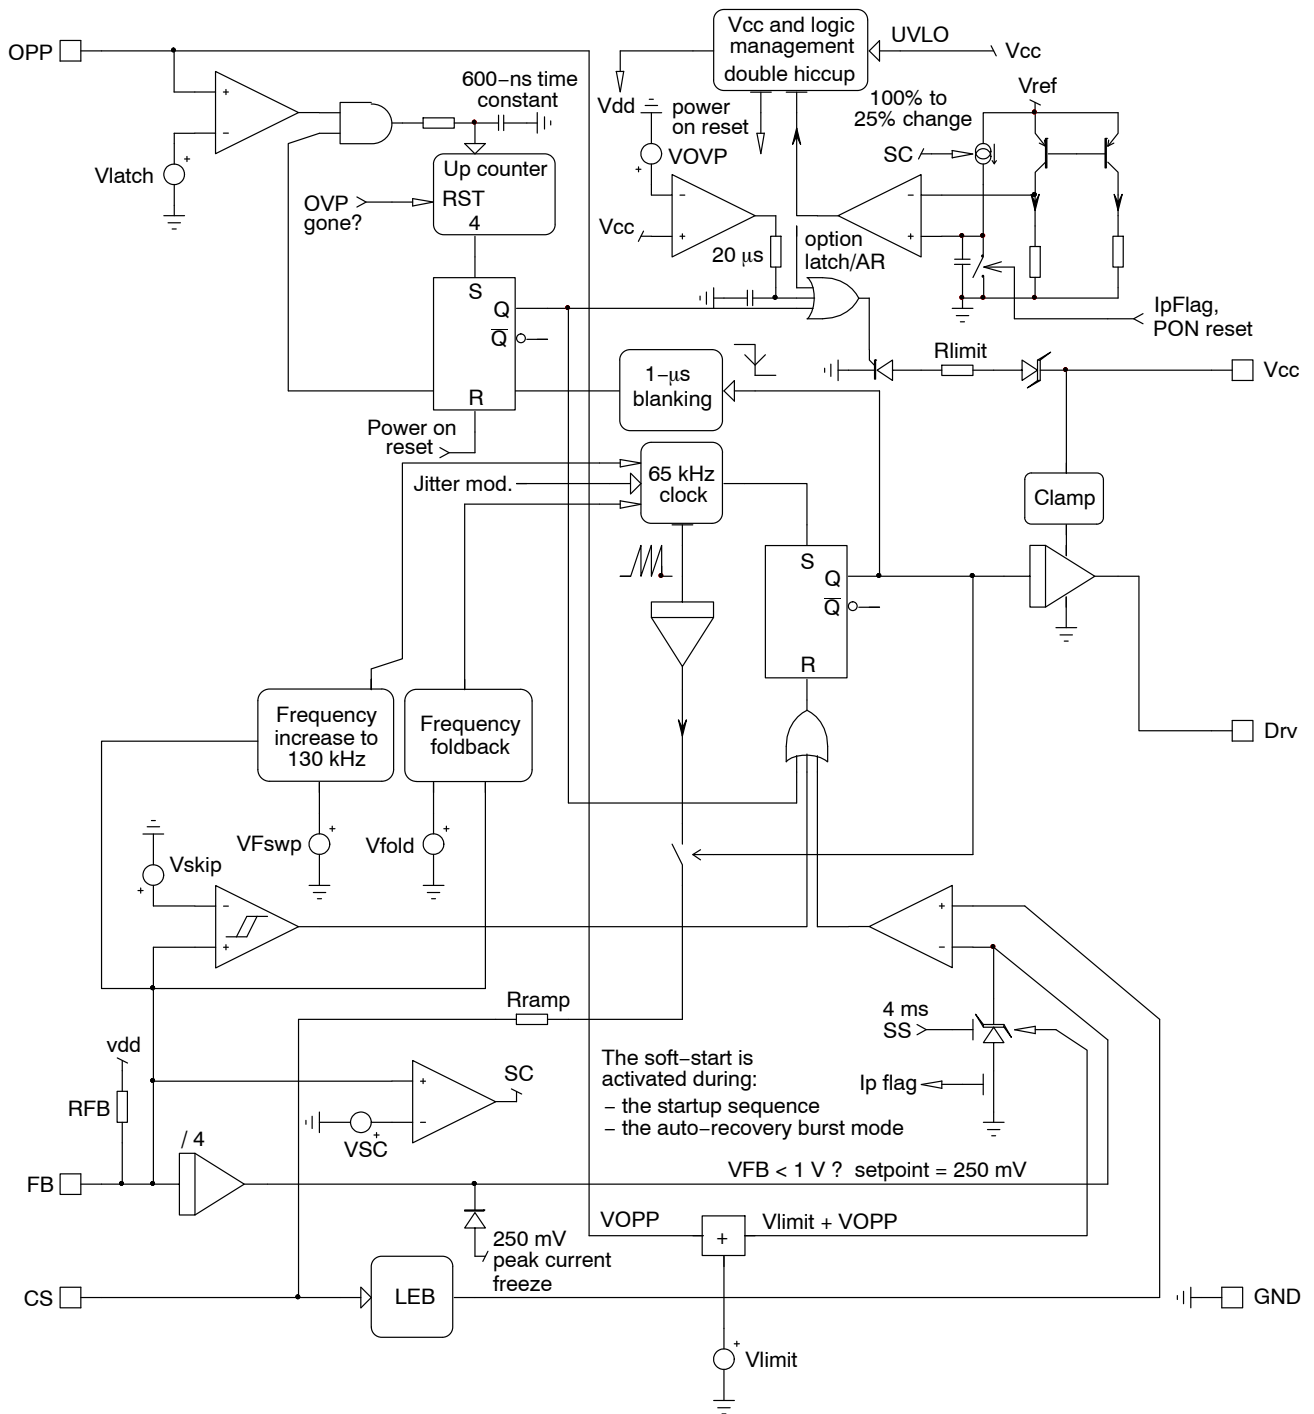 OPP
Vcc and logic
management
double hiccup
UVLO
Vcc
600−ns time
constant
Vdd
power
on reset
100% to
25% change
Vref
+
−
Vlatch
+
VOVP
+
SC
Up counter
RST
4
OVP
gone?
Vcc
−
+
20 μs
option
latch/AR
−
+
S
Q
Q
R
IpFlag,
PON reset
Rlimit
Vcc
1−μs
blanking
Power on
reset
Jitter mod.
65 kHz
clock
Clamp
S
Q
Q
R
Frequency
increase to
130 kHz
Frequency
foldback
Drv
VFswp
+
Vfold
+
Vskip
+
−
+
+
−
Rramp
4 ms
SS
vdd
RFB
SC
+
−
VSC
+
The soft−start is
activated during:
− the startup sequence
− the auto−recovery burst mode
Ip flag
/ 4
FB
VFB < 1 V ?  setpoint = 250 mV
VOPP
+
Vlimit + VOPP
250 mV
peak current
freeze
CS
LEB
GND
+
Vlimit